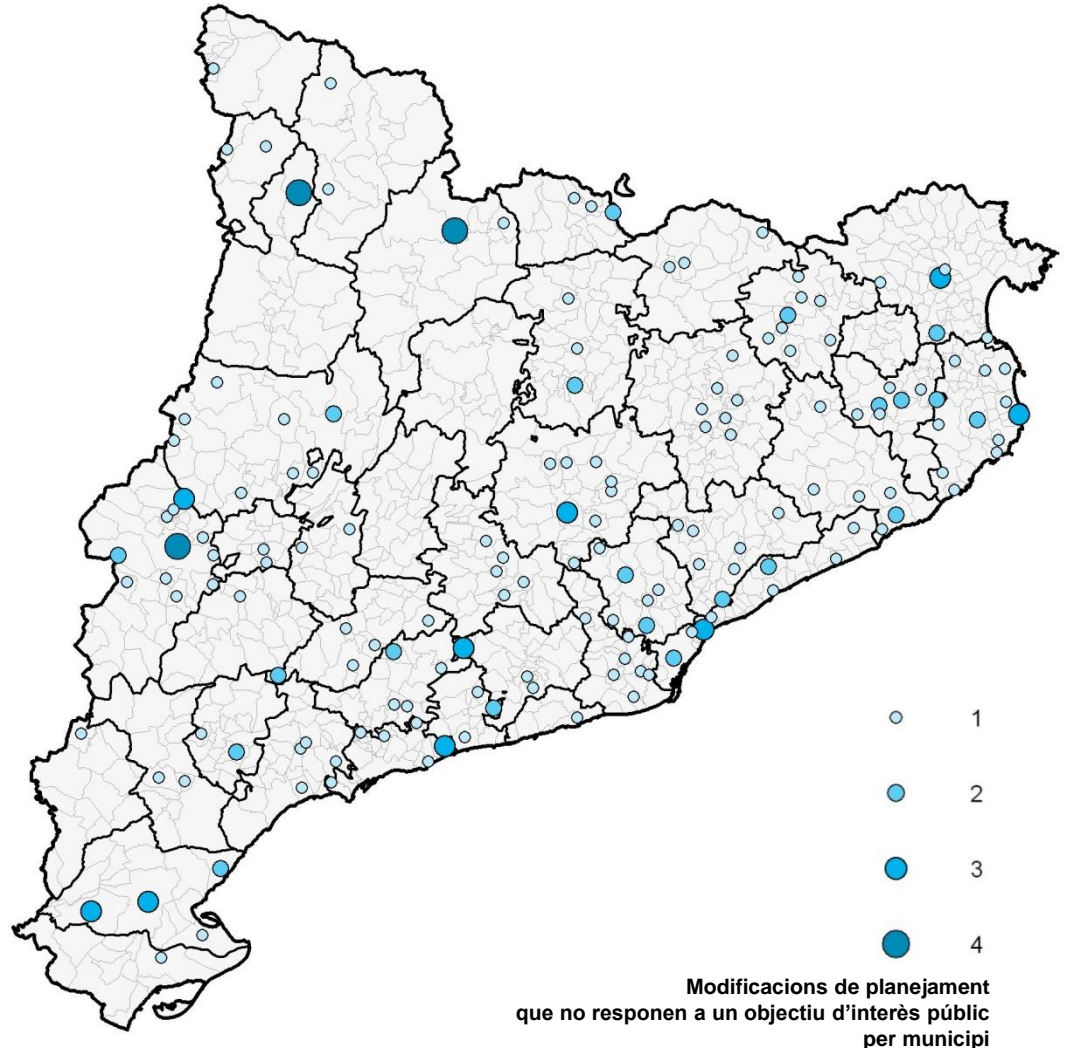 1
2
3
4
Modificacions de planejament
que no responen a un objectiu d’interès públic
per municipi